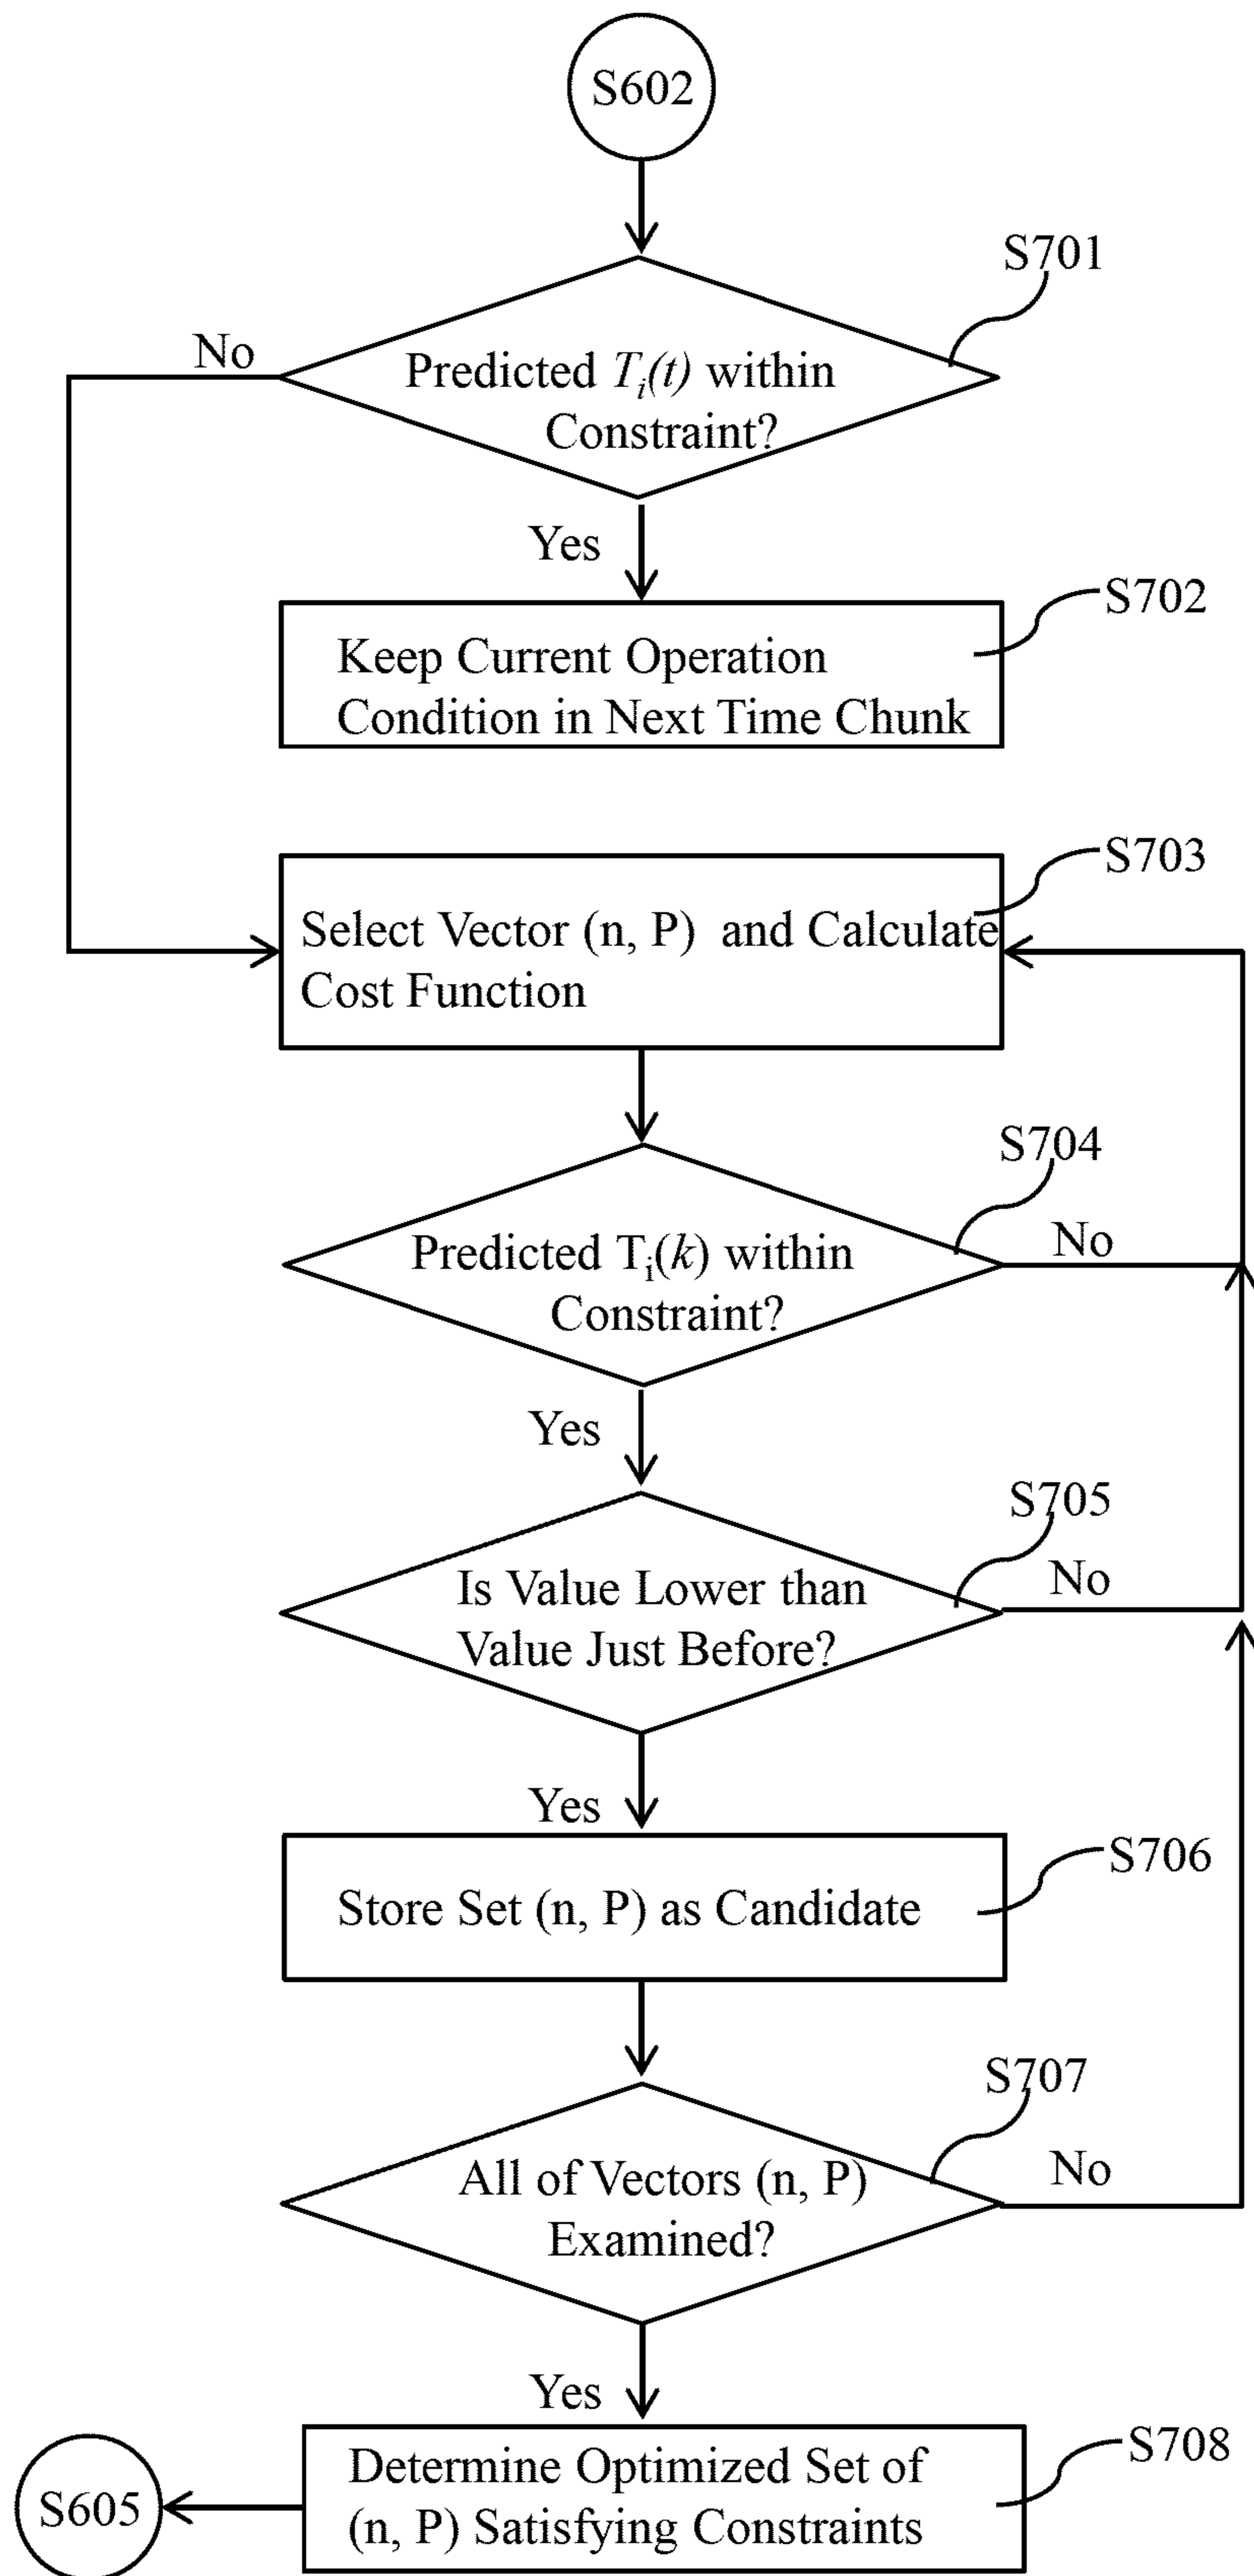 S602
S701
No
Predicted Ti(t) within
Constraint?
Yes
S702
Keep Current Operation
Condition in Next Time Chunk
S703
Select Vector (n, P) and Calculate
Cost Function
S704
No
Predicted Ti(k) within
Constraint?
Yes
S705
No
Is Value Lower than
Value Just Before?
Yes
S706
Store Set (n, P) as Candidate
S707
No
All of Vectors (n, P)
Examined?
Yes
S708
Determine Optimized Set of
(n, P) Satisfying Constraints
S605